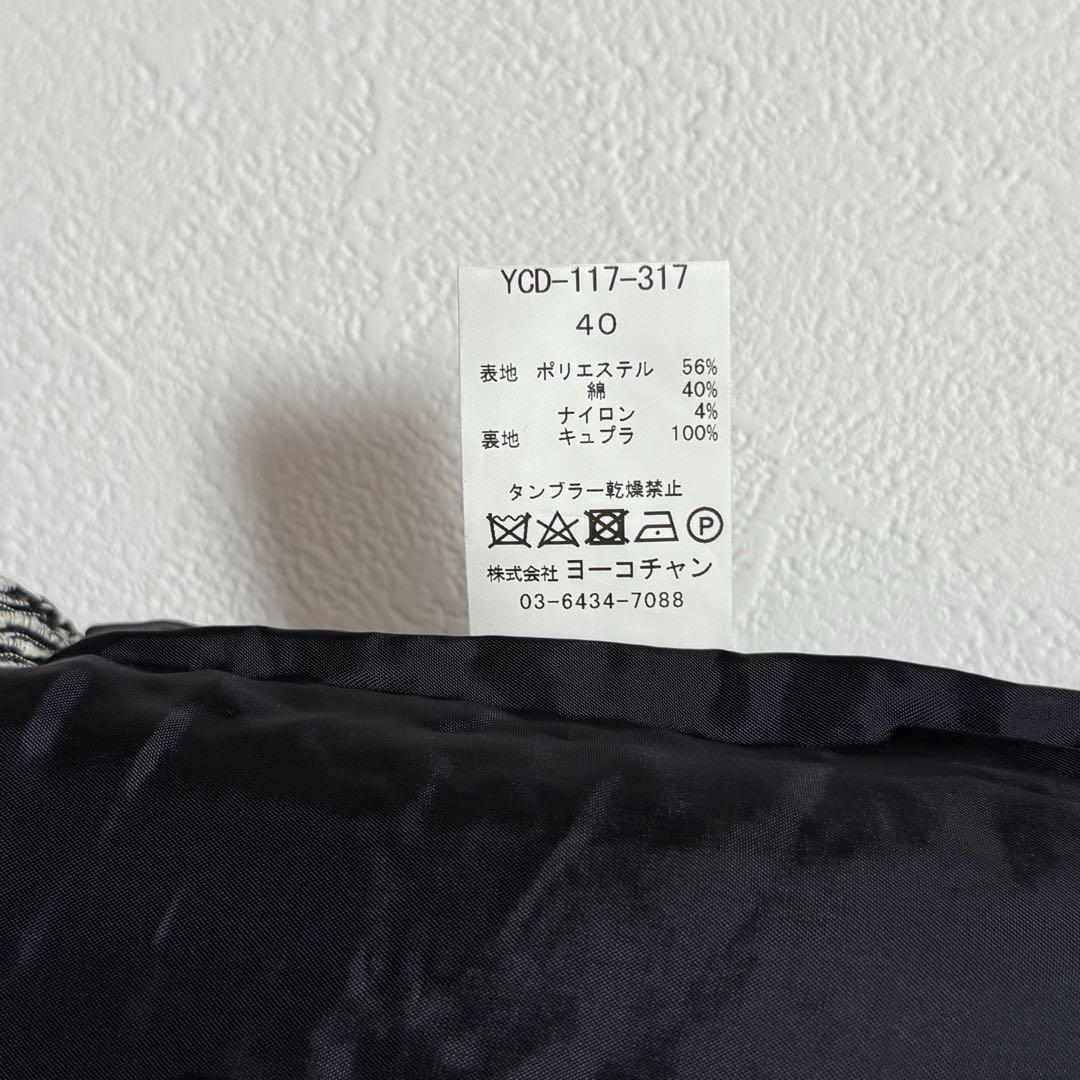 YCD-117-317
40
表地 ポリエステル 56%
綿 40%
ナイロン 4%
裏地 キュプラ 100%
タンブラー乾燥禁止
P
株式会社 ヨーコチャン
03-6434-7088